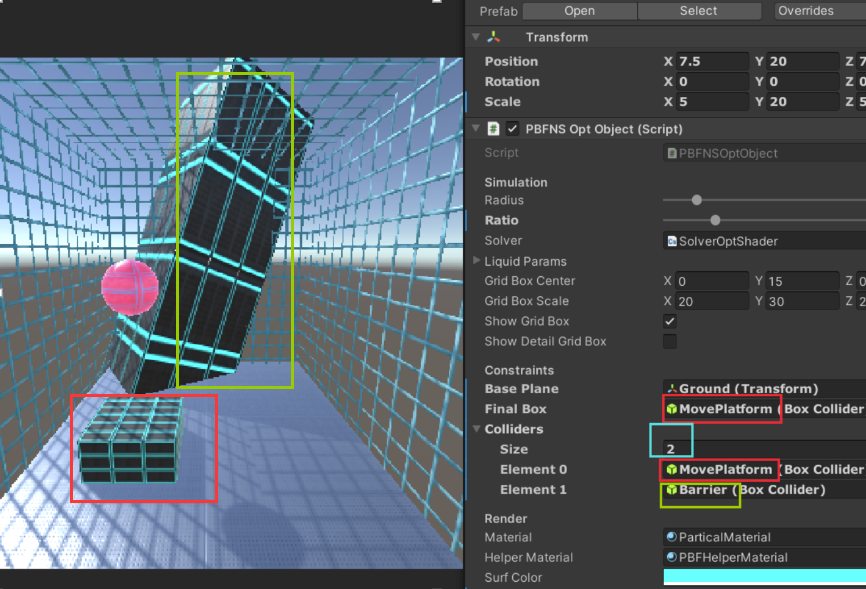 Prefab Open Select Overrides
Transform
Position X 7.5 Y 20 Z 7
Rotation X 0 Y 0 Z 0
Scale X 5 Y 20 Z 5
PBFNS Opt Object (Script)
Script PBFNSOptObject
Simulation
Radius
Ratio
Solver SolverOptShader
Liquid Params
Grid Box Center X 0 Y 15 Z 0
Grid Box Scale X 20 Y 30 Z 2
Show Grid Box
Show Detail Grid Box
Constraints
Base Plane Ground (Transform)
Final Box MovePlatform (Box Collider
Colliders
Size 2
Element 0 MovePlatform (Box Collider
Element 1 Barrier (Box Collider)
Render
Material ParticalMaterial
Helper Material PBFHelperMaterial
Surf Color